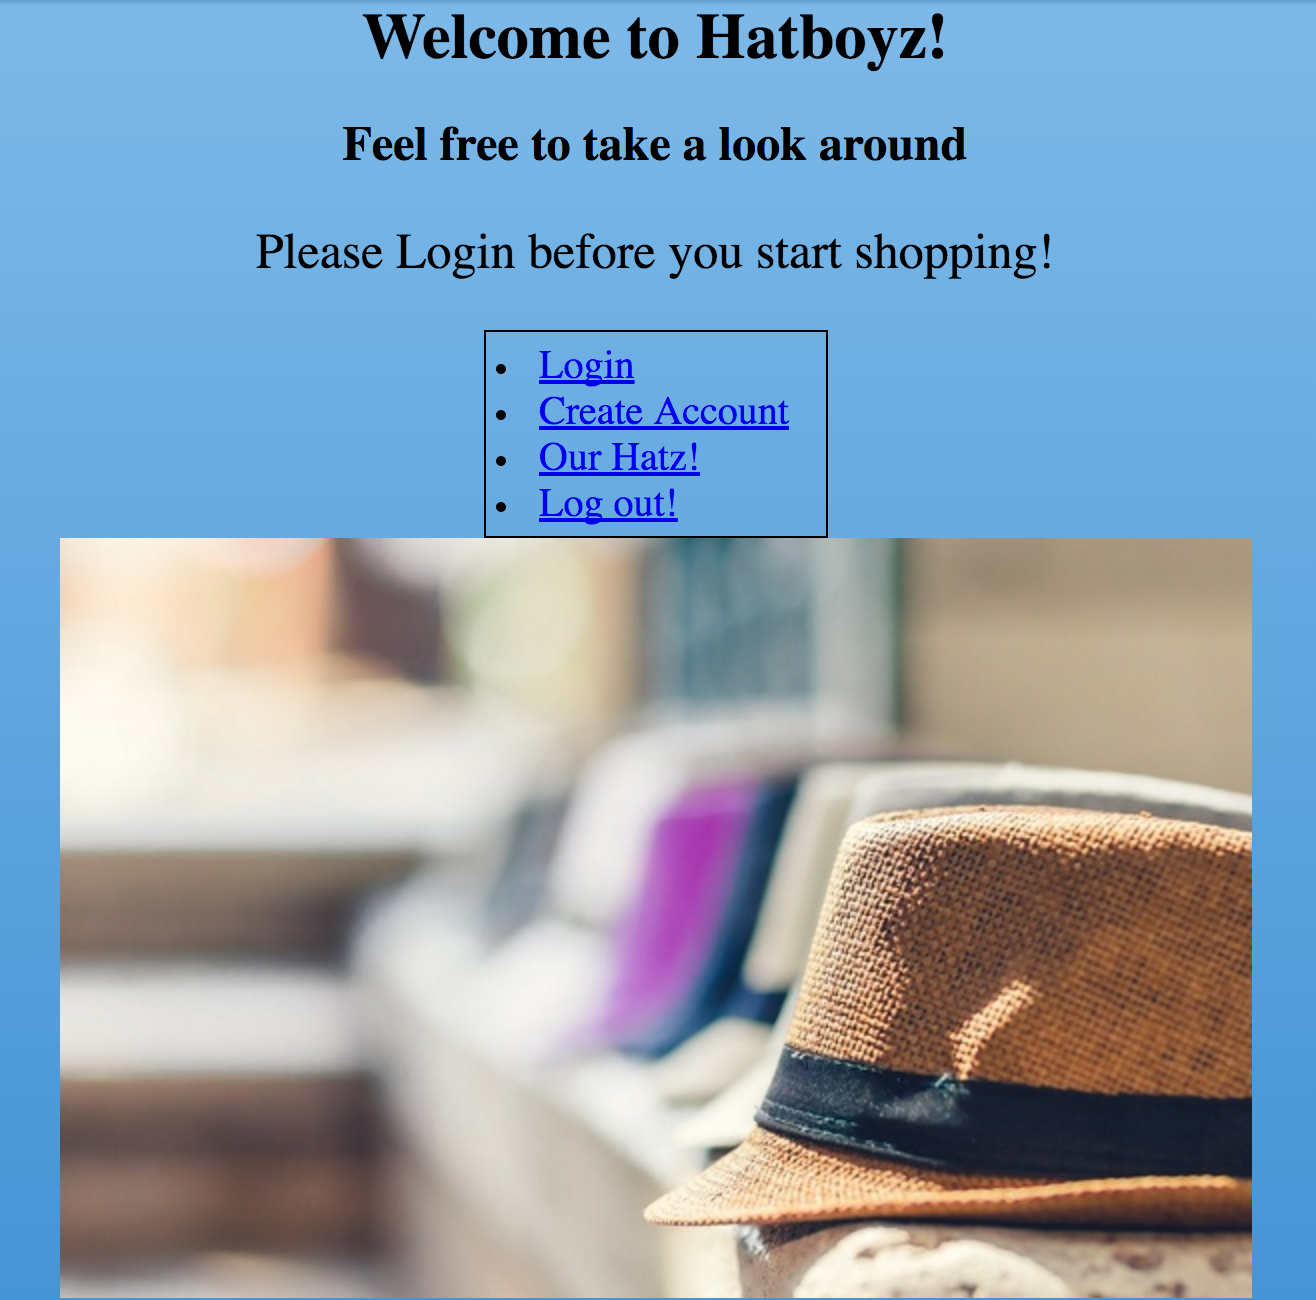 Welcome to Hatboyz!
Feel free to take a look around
Please Login before you start shopping!
Login
Create Account
Our Hatz!
Log out!